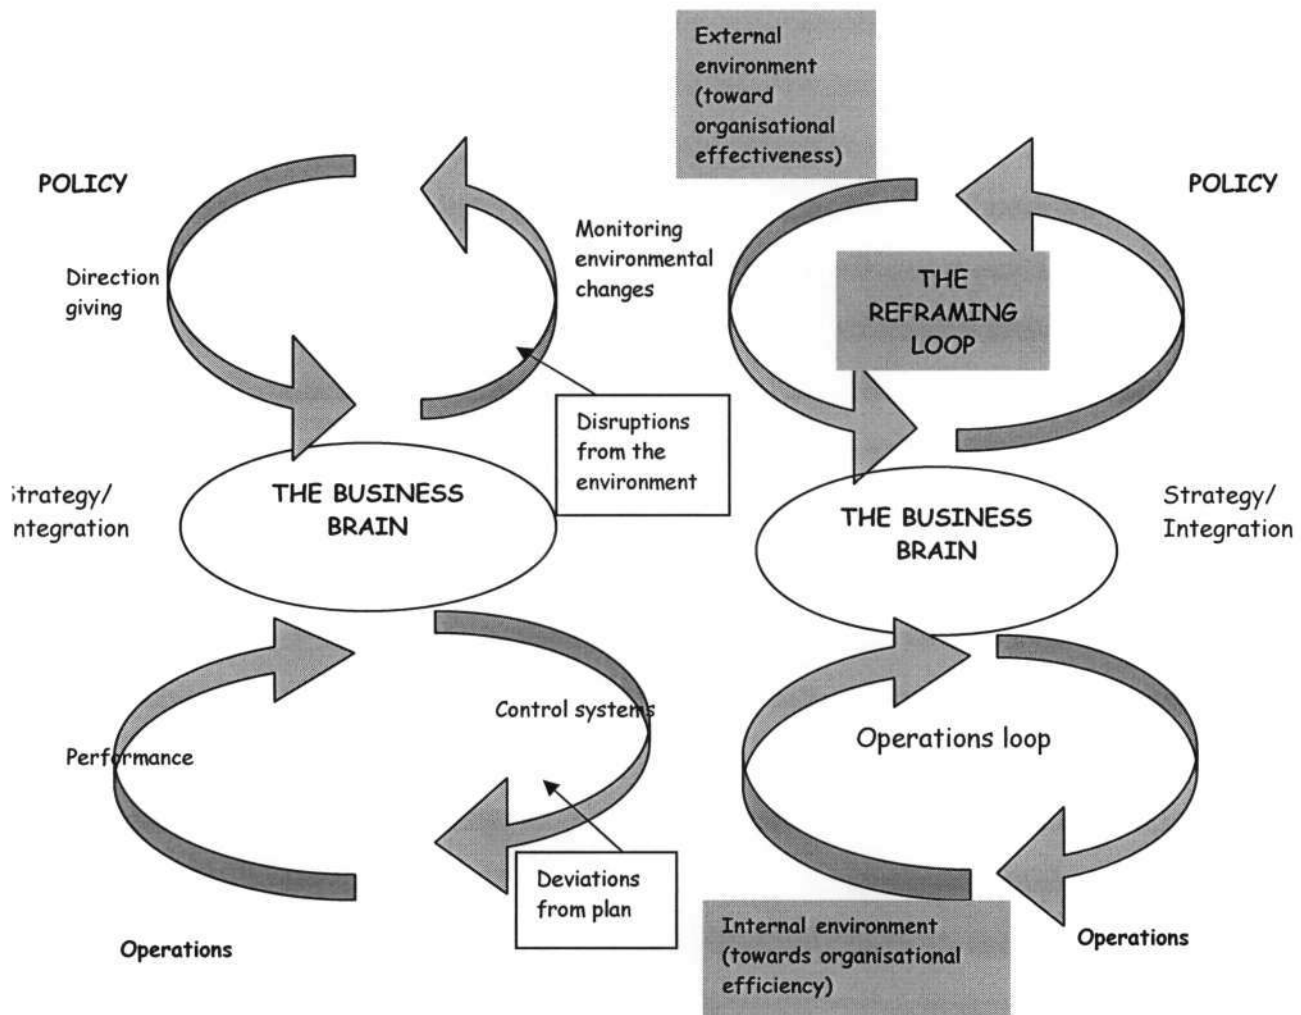 External
environment
(toward
organisational
effectiveness)
POLICY
POLICY
Direction
giving
Monitoring
environmental
changes
THE
REFRAMING
LOOP
Disruptions
from the
environment
THE BUSINESS
BRAIN
trategy/
ntegration
THE BUSINESS
BRAIN
Strategy/
Integration
Control systems
Performance
Operations loop
Deviations
from plan
Operations
Internal environment
(towards organisational
efficiency)
Operations